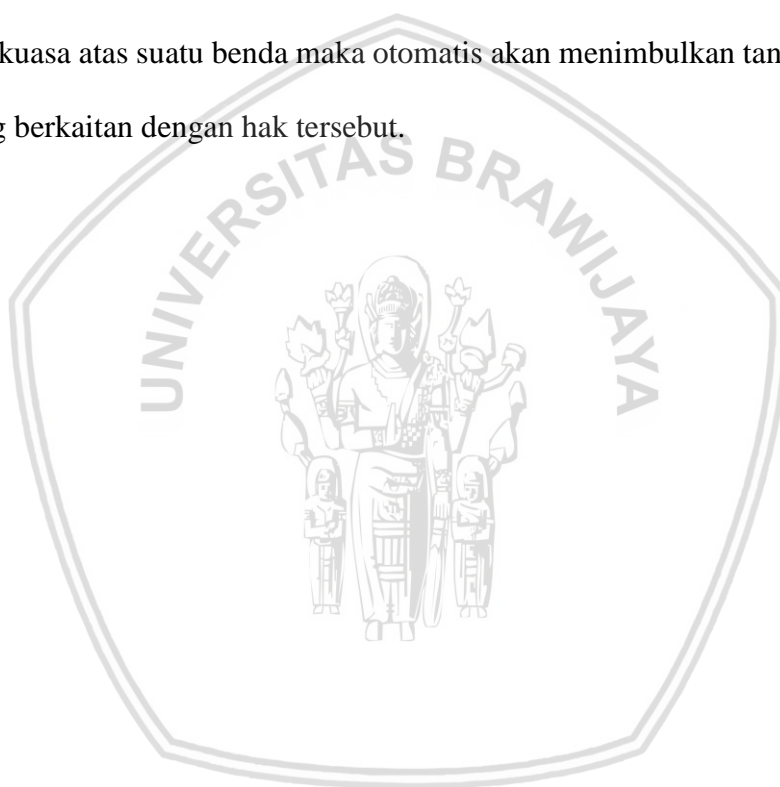 kuasa atas suatu benda maka otomatis akan menimbulkan tan
berkaitan dengan hak tersebut.
UNIVERSITAS BRAWIJAYA